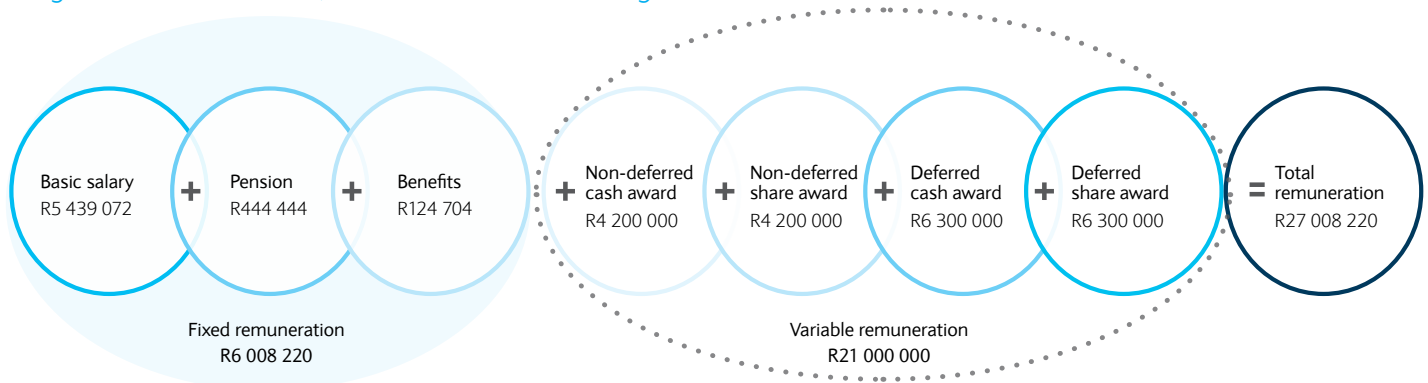 Basic salary
R5 439 072
+
Pension
R444 444
+
Benefits
R124 704
+
Non-deferred
cash award
R4 200 000
+
Non-deferred
share award
R4 200 000
+
Deferred
cash award
R6 300 000
+
Deferred
share award
R6 300 000
=
Total
remuneration
R27 008 220
Fixed remuneration
R6 008 220
Variable remuneration
R21 000 000